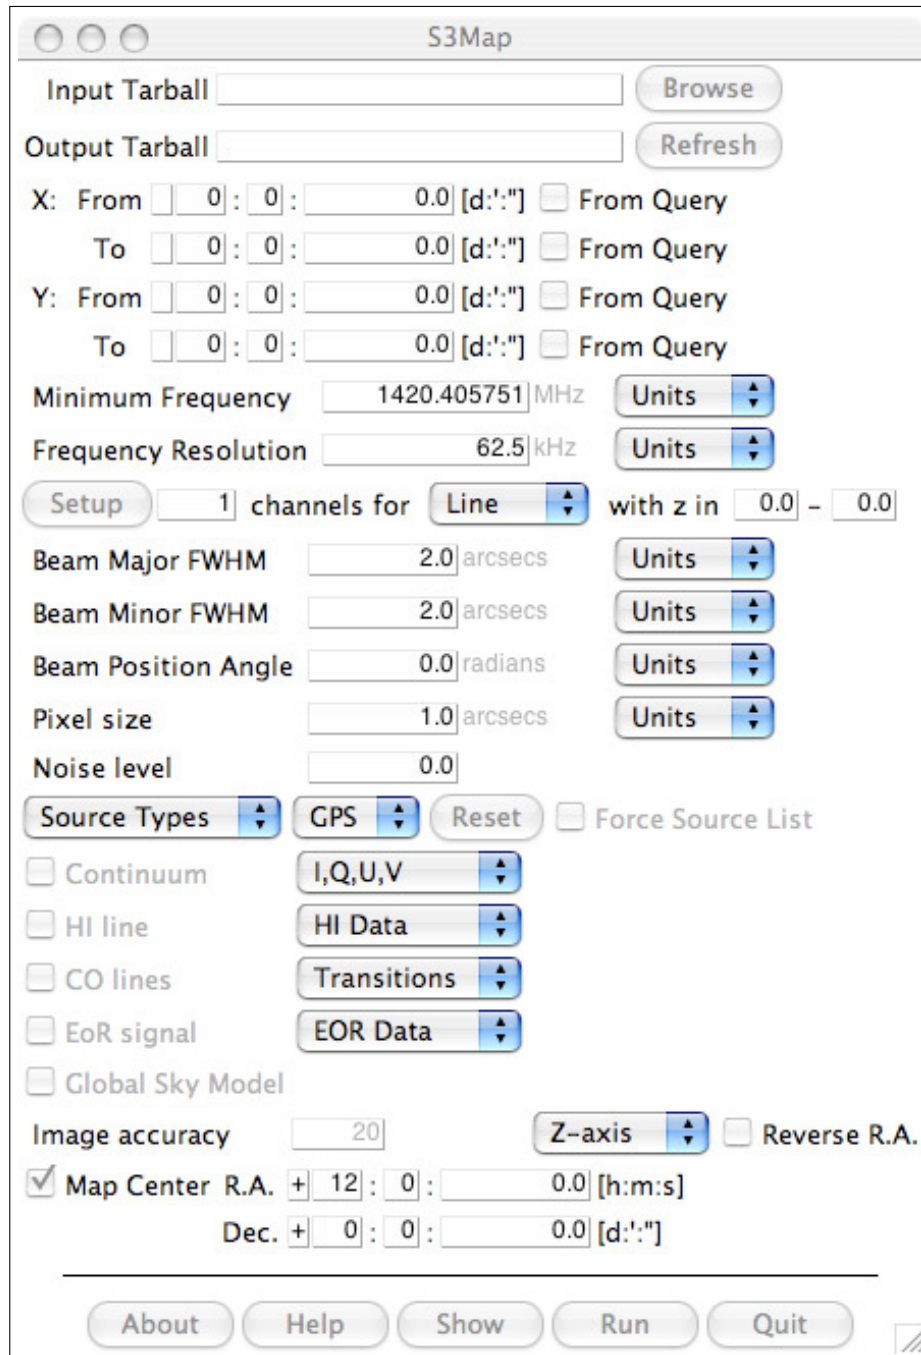 S3Map
Input Tarball Browse
Output Tarball Refresh
X: From 0 : 0 : 0.0 [d:':"] From Query
To 0 : 0 : 0.0 [d:':"] From Query
Y: From 0 : 0 : 0.0 [d:':"] From Query
To 0 : 0 : 0.0 [d:':"] From Query
Minimum Frequency 1420.405751 MHz Units
Frequency Resolution 62.5 kHz Units
Setup 1 channels for Line with z in 0.0 – 0.0
Beam Major FWHM 2.0 arcsecs Units
Beam Minor FWHM 2.0 arcsecs Units
Beam Position Angle 0.0 radians Units
Pixel size 1.0 arcsecs Units
Noise level 0.0
Source Types GPS Reset Force Source List
Continuum I,Q,U,V
HI line HI Data
CO lines Transitions
EoR signal EOR Data
Global Sky Model
Image accuracy 20 Z-axis Reverse R.A.
Map Center R.A. + 12 : 0 : 0.0 [h:m:s]
Dec. + 0 : 0 : 0.0 [d:':"]
About Help Show Run Quit